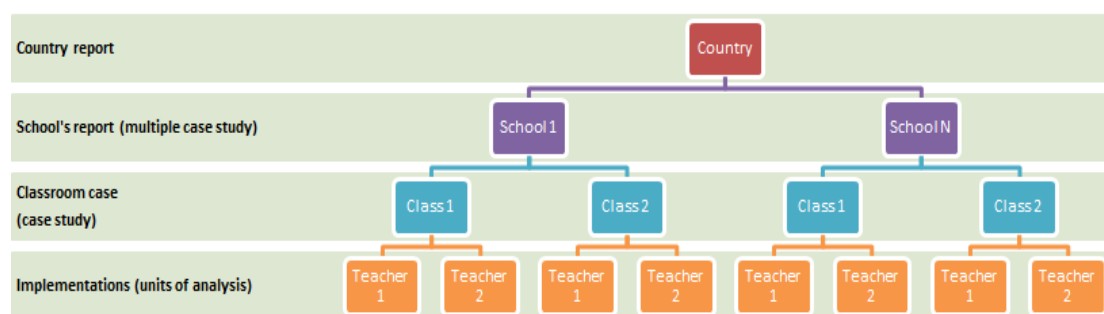 Country report
Country
School's report (multiple case study)
School 1
School N
Classroom case
(case study)
Class 1
Class 2
Class 1
Class 2
Implementations (units of analysis)
Teacher
1
Teacher
2
Teacher
1
Teacher
2
Teacher
1
Teacher
2
Teacher
1
Teacher
2